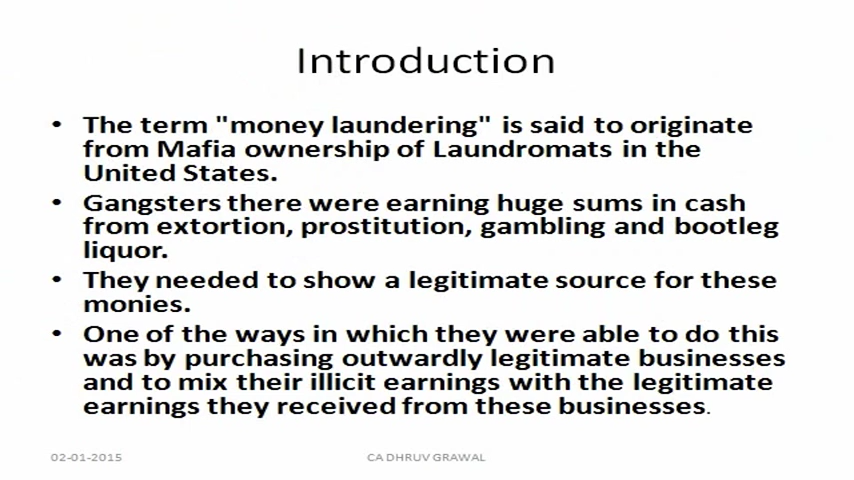 Introduction
• The term "money laundering" is said to originate
from Mafia ownership of Laundromats in the
United States.
• Gangsters there were earning huge sums in cash
from extortion, prostitution, gambling and bootleg
liquor.
• They needed to show a legitimate source for these
monies.
• One of the ways in which they were able to do this
was by purchasing outwardly legitimate businesses
and to mix their illicit earnings with the legitimate
earnings they received from these businesses.
02-01-2015 CA DHRUV GRAWAL